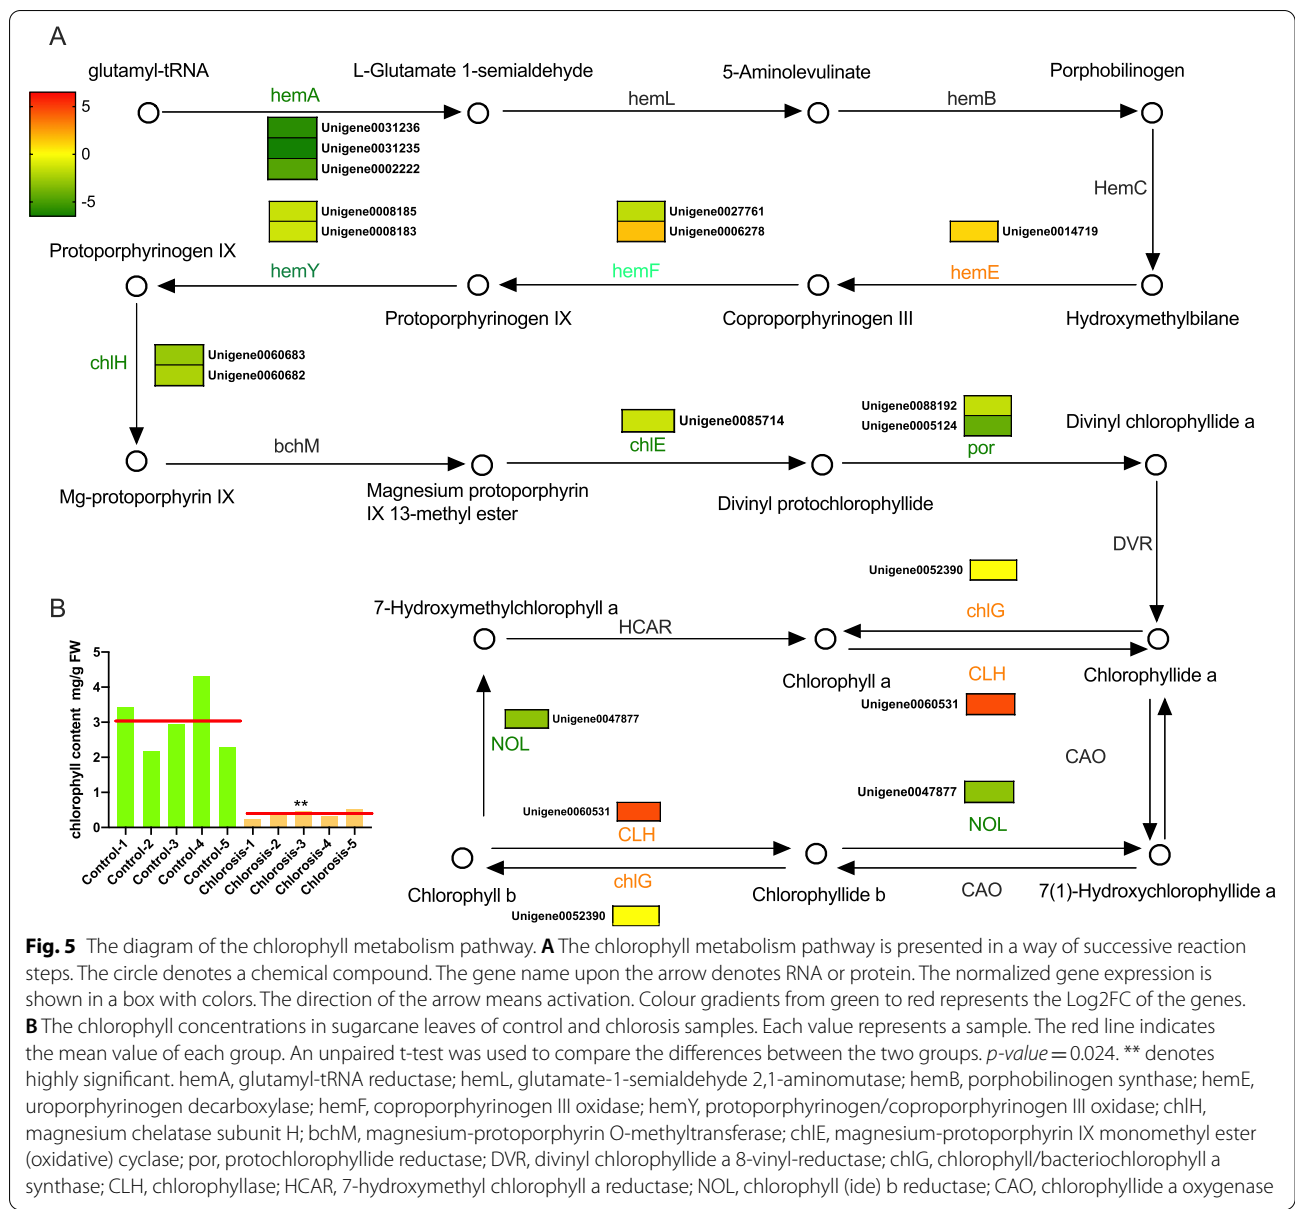 A
glutamyl-tRNA
L-Glutamate 1-semialdehyde
5-Aminolevulinate
Porphobilinogen
hemA
hemL
hemB
5
0
-5
Unigene0031236
Unigene0031235
Unigene0002222
HemC
Unigene0008185
Unigene0008183
Unigene0027761
Unigene0006278
Unigene0014719
Protoporphyrinogen IX
hemY
hemF
hemE
Protoporphyrinogen IX
Coproporphyrinogen III
Hydroxymethylbilane
chlH
Unigene0060683
Unigene0060682
Unigene0085714
chlE
Unigene0088192
Unigene0005124
por
Divinyl chlorophyllide a
bchM
Mg-protoporphyrin IX
Magnesium protoporphyrin
IX 13-methyl ester
Divinyl protochlorophyllide
DVR
Unigene0052390
chlG
7-Hydroxymethylchlorophyll a
HCAR
Chlorophyll a
CLH
Unigene0060531
Chlorophyllide a
Unigene0047877
NOL
CAO
Unigene0047877
NOL
Unigene0060531
CLH
Chlorophyll b
chlG
Unigene0052390
Chlorophyllide b
CAO
7(1)-Hydroxychlorophyllide a
B
chlorophyll content mg/g FW
5
4
3
2
1
0
**
Control-1
Control-2
Control-3
Control-4
Control-5
Chlorosis-1
Chlorosis-2
Chlorosis-3
Chlorosis-4
Chlorosis-5
Fig. 5 The diagram of the chlorophyll metabolism pathway. A The chlorophyll metabolism pathway is presented in a way of successive reaction
steps. The circle denotes a chemical compound. The gene name upon the arrow denotes RNA or protein. The normalized gene expression is
shown in a box with colors. The direction of the arrow means activation. Colour gradients from green to red represents the Log2FC of the genes.
B The chlorophyll concentrations in sugarcane leaves of control and chlorosis samples. Each value represents a sample. The red line indicates
the mean value of each group. An unpaired t-test was used to compare the differences between the two groups. p-value = 0.024. ** denotes
highly significant. hemA, glutamyl-tRNA reductase; hemL, glutamate-1-semialdehyde 2,1-aminomutase; hemB, porphobilinogen synthase; hemE,
uroporphyrinogen decarboxylase; hemF, coproporphyrinogen III oxidase; hemY, protoporphyrinogen/coproporphyrinogen III oxidase; chlH,
magnesium chelatase subunit H; bchM, magnesium-protoporphyrin O-methyltransferase; chlE, magnesium-protoporphyrin IX monomethyl ester
(oxidative) cyclase; por, protochlorophyllide reductase; DVR, divinyl chlorophyllide a 8-vinyl-reductase; chlG, chlorophyll/bacteriochlorophyll a
synthase; CLH, chlorophyllase; HCAR, 7-hydroxymethyl chlorophyll a reductase; NOL, chlorophyll (ide) b reductase; CAO, chlorophyllide a oxygenase